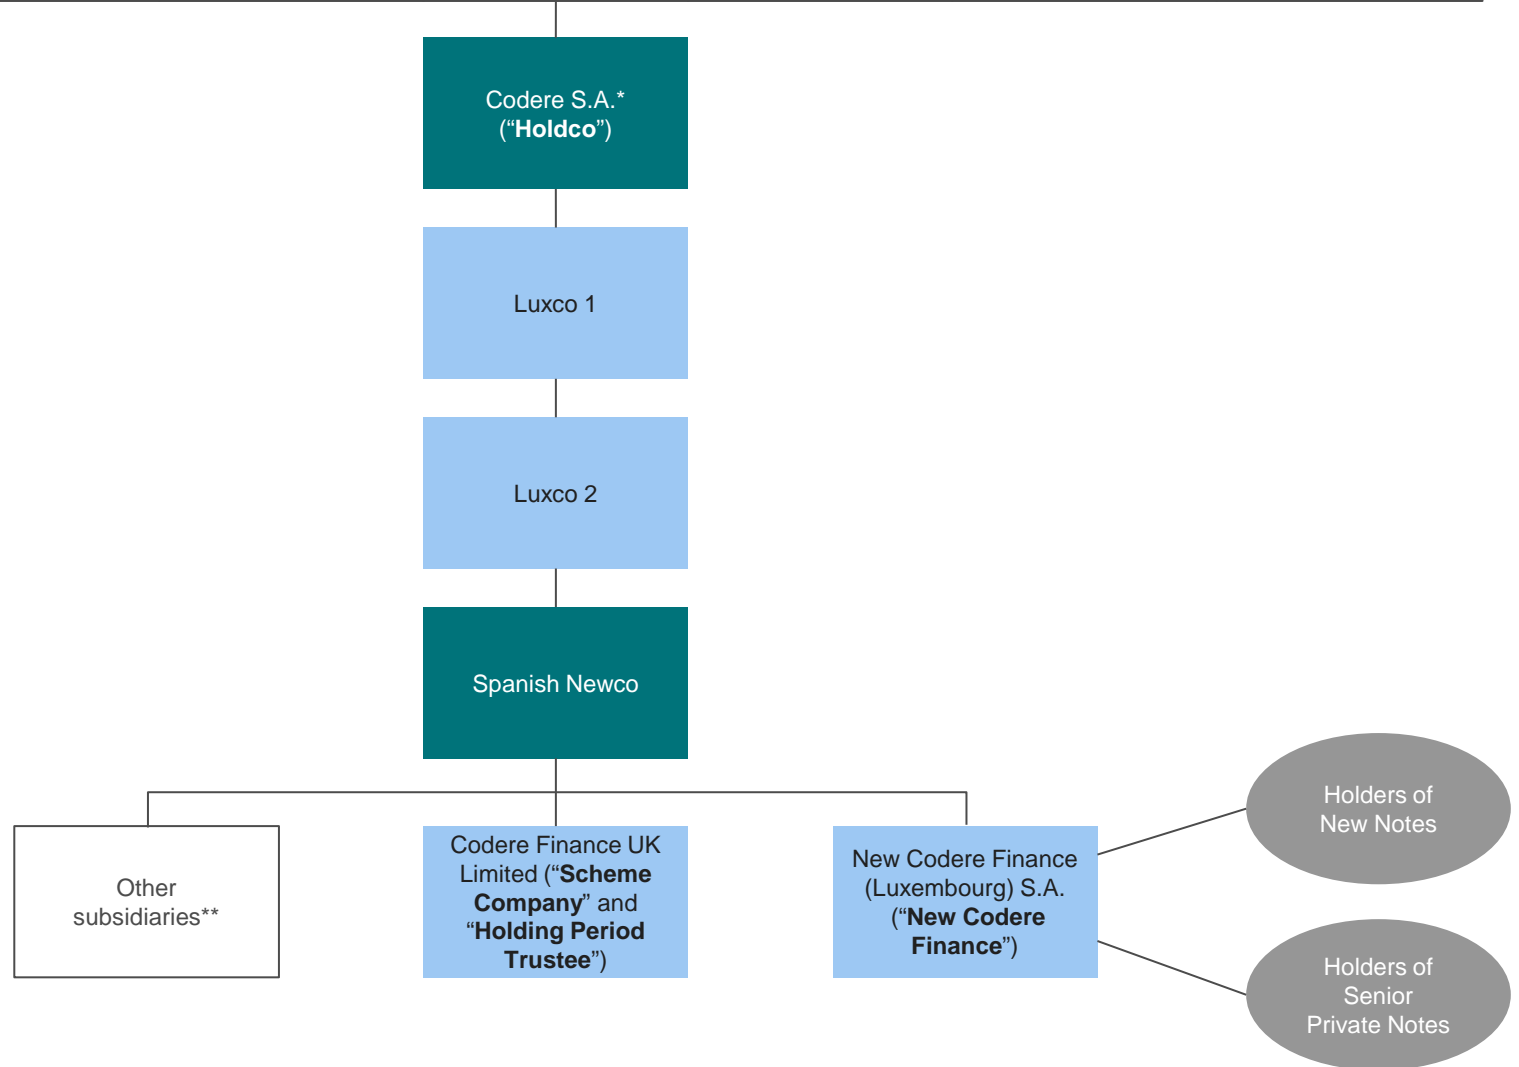 Codere S.A.*
(“Holdco”)
Luxco 1
Luxco 2
Spanish Newco
Other
subsidiaries**
Codere Finance UK
Limited (“Scheme
Company” and
“Holding Period
Trustee”)
New Codere Finance
(Luxembourg) S.A.
(“New Codere
Finance”)
Holders of
New Notes
Holders of
Senior
Private Notes